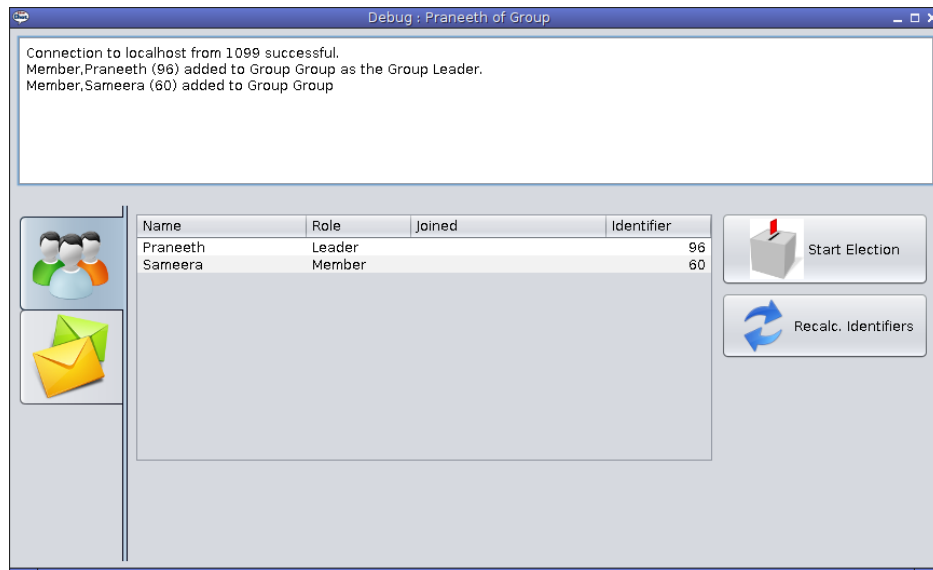 Debug : Praneeth of Group
Connection to localhost from 1099 successful.
Member,Praneeth (96) added to Group Group as the Group Leader.
Member,Sameera (60) added to Group Group
Name Role Joined Identifier
Praneeth Leader 96
Sameera Member 60
Start Election
Recalc. Identifiers